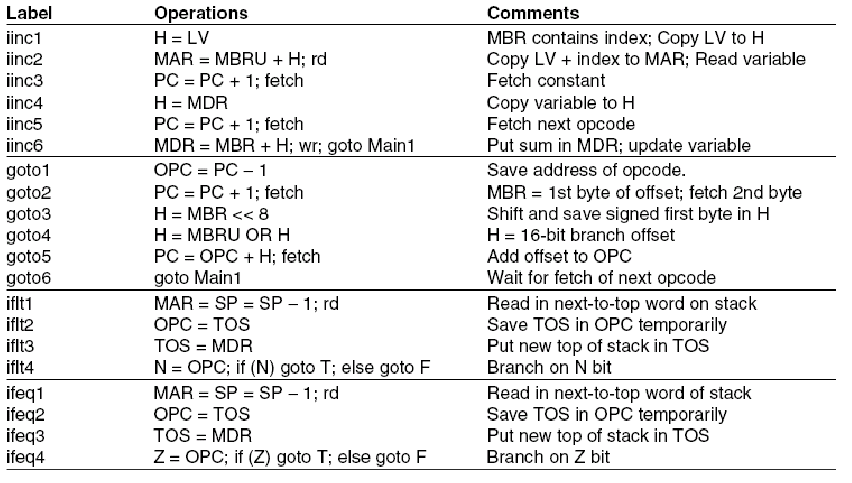 Label Operations Comments
iinc1 H = LV MBR contains index; Copy LV to H
iinc2 MAR = MBRU + H; rd Copy LV + index to MAR; Read variable
iinc3 PC = PC + 1; fetch Fetch constant
iinc4 H = MDR Copy variable to H
iinc5 PC = PC + 1; fetch Fetch next opcode
iinc6 MDR = MBR + H; wr; goto Main1 Put sum in MDR; update variable
goto1 OPC = PC − 1 Save address of opcode.
goto2 PC = PC + 1; fetch MBR = 1st byte of offset; fetch 2nd byte
goto3 H = MBR << 8 Shift and save signed first byte in H
goto4 H = MBRU OR H H = 16-bit branch offset
goto5 PC = OPC + H; fetch Add offset to OPC
goto6 goto Main1 Wait for fetch of next opcode
iflt1 MAR = SP = SP − 1; rd Read in next-to-top word on stack
iflt2 OPC = TOS Save TOS in OPC temporarily
iflt3 TOS = MDR Put new top of stack in TOS
iflt4 N = OPC; if (N) goto T; else goto F Branch on N bit
ifeq1 MAR = SP = SP − 1; rd Read in next-to-top word of stack
ifeq2 OPC = TOS Save TOS in OPC temporarily
ifeq3 TOS = MDR Put new top of stack in TOS
ifeq4 Z = OPC; if (Z) goto T; else goto F Branch on Z bit